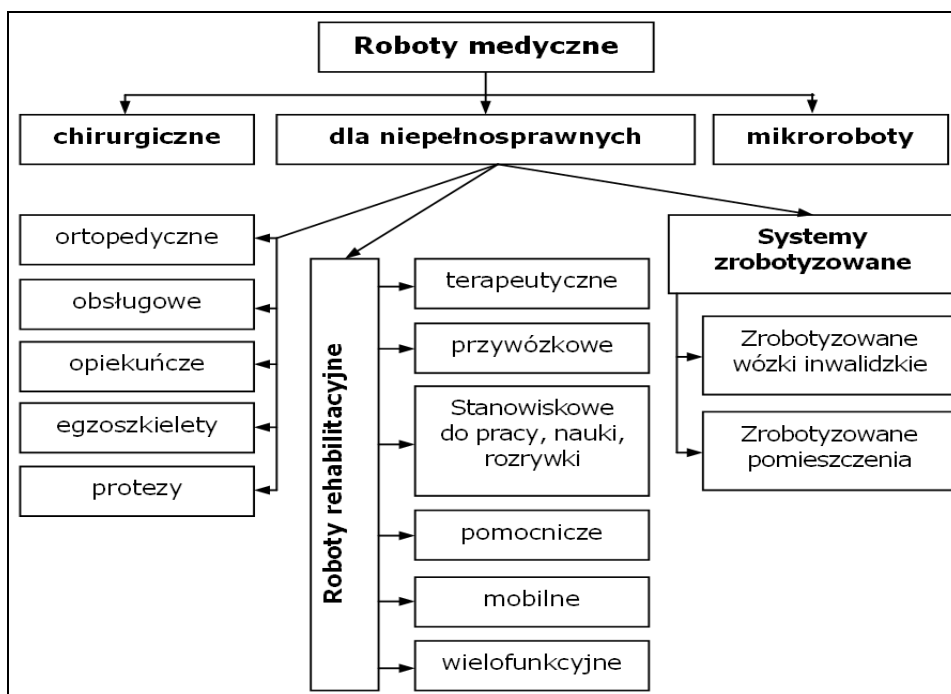 Roboty medyczne
chirurgiczne
dla niepełnosprawnych
mikroroboty
ortopedyczne
obsługowe
opiekuńcze
egzoszkielety
protezy
Roboty rehabilitacyjne
terapeutyczne
przywózkowe
Stanowiskowe
do pracy, nauki,
rozrywki
pomocnicze
mobilne
wielofunkcyjne
Systemy
zrobotyzowane
Zrobotyzowane
wózki inwalidzkie
Zrobotyzowane
pomieszczenia